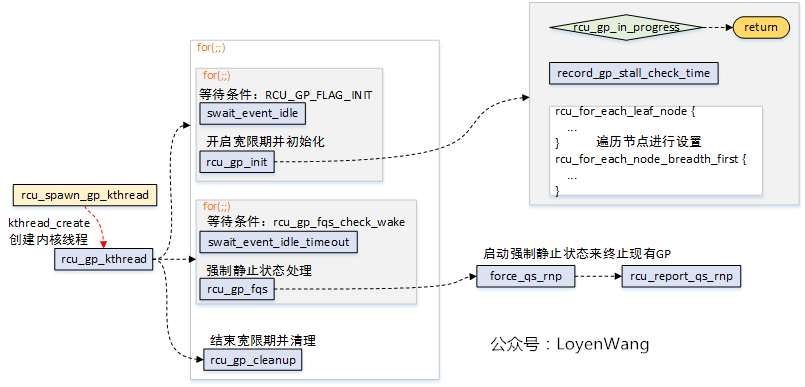 for(;;)
for(;;)
等待条件：RCU_GP_FLAG_INIT
swait_event_idle
开启宽限期并初始化
rcu_gp_init
rcu_gp_in_progress
return
record_gp_stall_check_time
rcu_for_each_leaf_node {
...
} 遍历节点进行设置
rcu_for_each_node_breadth_first {
...
}
rcu_spawn_gp_kthread
kthread_create
创建内核线程
rcu_gp_kthread
for(;;)
等待条件：rcu_gp_fqs_check_wake
swait_event_idle_timeout
强制静止状态处理
rcu_gp_fqs
启动强制静止状态来终止现有GP
force_qs_rnp
rcu_report_qs_rnp
结束宽限期并清理
rcu_gp_cleanup
公众号：LoyenWang